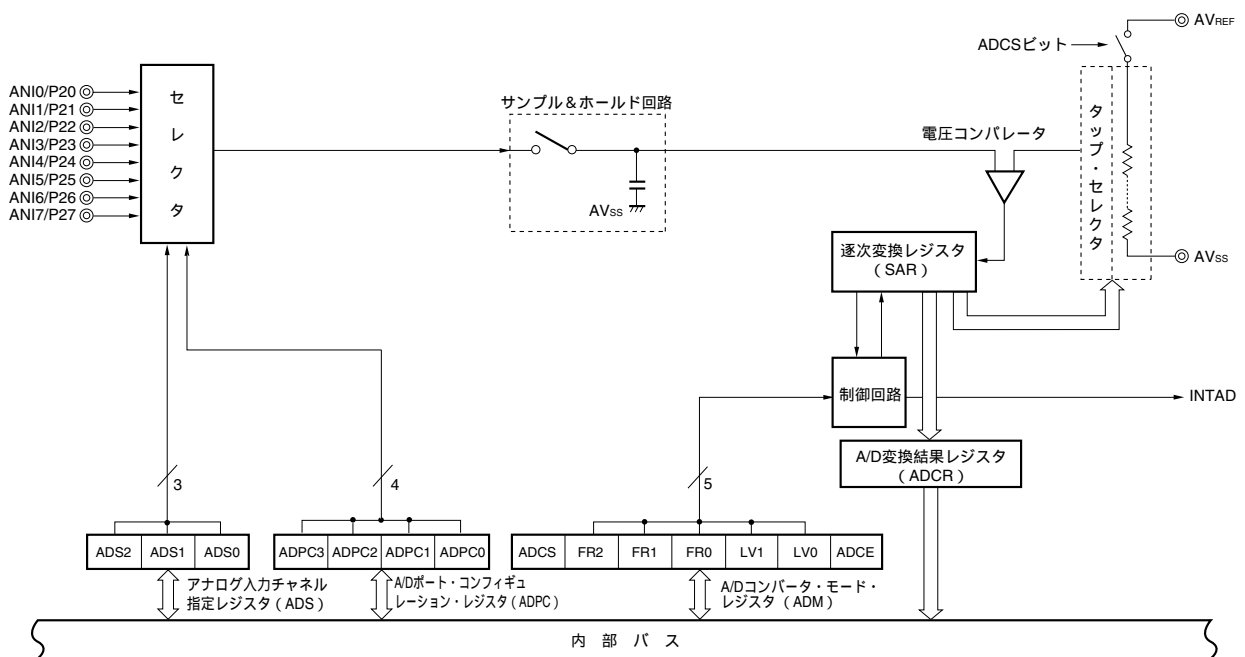 AVREF
ADCSビット
ANI0/P20
ANI1/P21
ANI2/P22
ANI3/P23
ANI4/P24
ANI5/P25
ANI6/P26
ANI7/P27
セレクタ
サンプル&ホールド回路
AVSS
電圧コンパレータ
タップ・セレクタ
AVSS
逐次変換レジスタ
(SAR)
制御回路
INTAD
A/D変換結果レジスタ
(ADCR)
3
4
5
ADS2 ADS1 ADS0
ADPC3 ADPC2 ADPC1 ADPC0
ADCS FR2 FR1 FR0 LV1 LV0 ADCE
アナログ入力チャネル
指定レジスタ(ADS)
A/Dポート・コンフィギュ
レーション・レジスタ(ADPC)
A/Dコンバータ・モード・
レジスタ(ADM)
内部バス